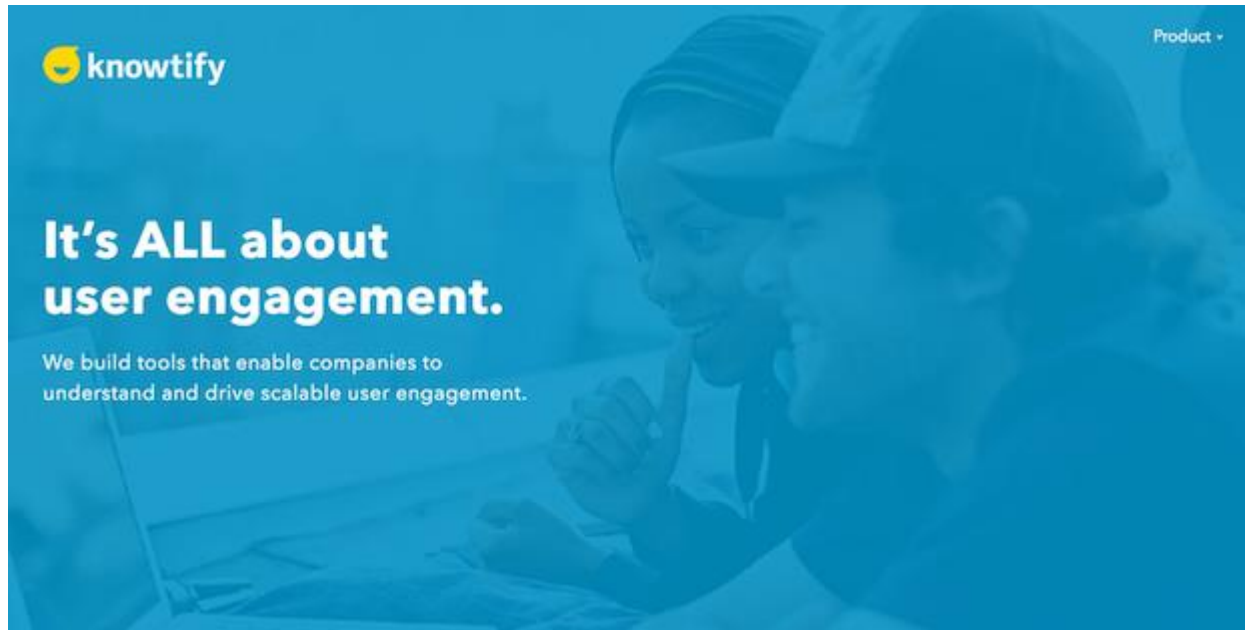 knowtify
Product
It's ALL about
user engagement.
We build tools that enable companies to
understand and drive scalable user engagement.